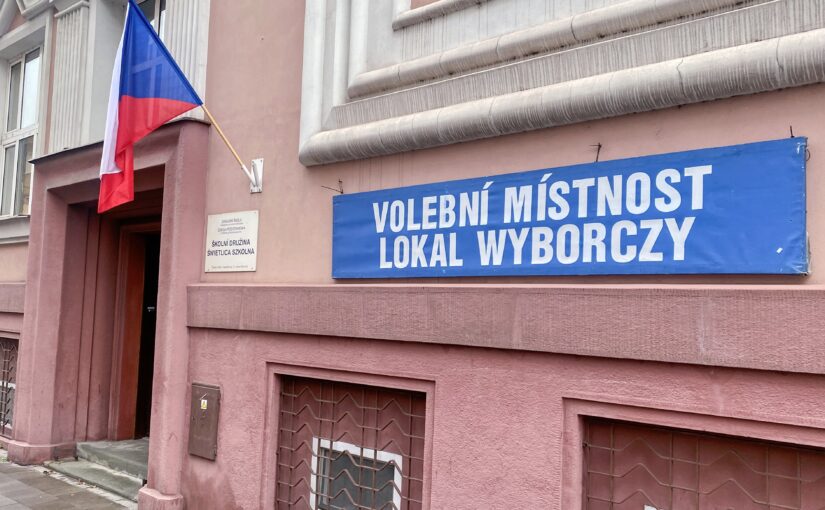 ŠKOLNÍ DRUŽINA
ŚWIETLICA SZKOLNA
VOLEBNÍ MÍSTNOST
LOKAL WYBORCZY